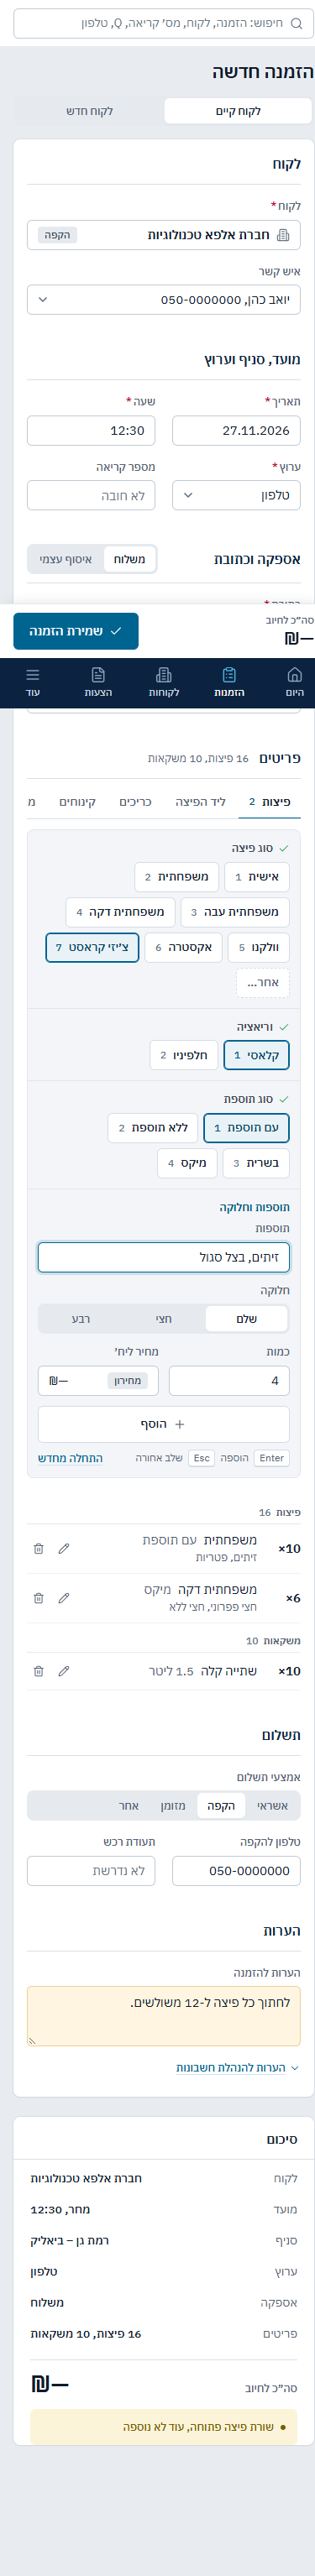 חיפוש: הזמנה, לקוח, מס׳ קריאה, Q, טלפון
הזמנה חדשה
לקוח קיים
לקוח חדש
לקוח
לקוח *
חברת אלפא טכנולוגיות
הקפה
איש קשר
יואב כהן, 050-0000000
מועד, סניף וערוץ
תאריך *
שעה *
27.11.2026
12:30
ערוץ *
מספר קריאה
טלפון
לא חובה
אספקה וכתובת
משלוח
איסוף עצמי
סה״כ לחיוב
—₪
שמירת הזמנה
היום
הזמנות
לקוחות
הצעות
עוד
פריטים
16 פיצות, 10 משקאות
פיצות 2
ליד הפיצה
כריכים
קינוחים
מ
סוג פיצה
אישית 1
משפחתית 2
משפחתית עבה 3
משפחתית דקה 4
וולקנו 5
אקסטרה 6
צ׳יזי קראסט 7
אחר...
וריאציה
קלאסי 1
חלפיניו 2
סוג תוספת
עם תוספת 1
ללא תוספת 2
בשרית 3
מיקס 4
תוספות וחלוקה
תוספות
זיתים, בצל סגול
חלוקה
שלם
חצי
רבע
כמות
מחיר ליח׳
4
מחירון
—₪
+ הוסף
Enter הוספה Esc שלב אחורה
התחלה מחדש
פיצות 16
×10
משפחתית עם תוספת
זיתים, פטריות
×6
משפחתית דקה מיקס
חצי פפרוני, חצי ללא
משקאות 10
×10
שתייה קלה 1.5 ליטר
תשלום
אמצעי תשלום
אשראי
הקפה
מזומן
אחר
טלפון להקפה
תעודת רכש
050-0000000
לא נדרשת
הערות
הערות להזמנה
לחתוך כל פיצה ל-12 משולשים.
הערות להנהלת חשבונות
סיכום
לקוח
חברת אלפא טכנולוגיות
מועד
מחר, 12:30
סניף
רמת גן – ביאליק
ערוץ
טלפון
אספקה
משלוח
פריטים
16 פיצות, 10 משקאות
סה״כ לחיוב
—₪
שורת פיצה פתוחה, עוד לא נוספה